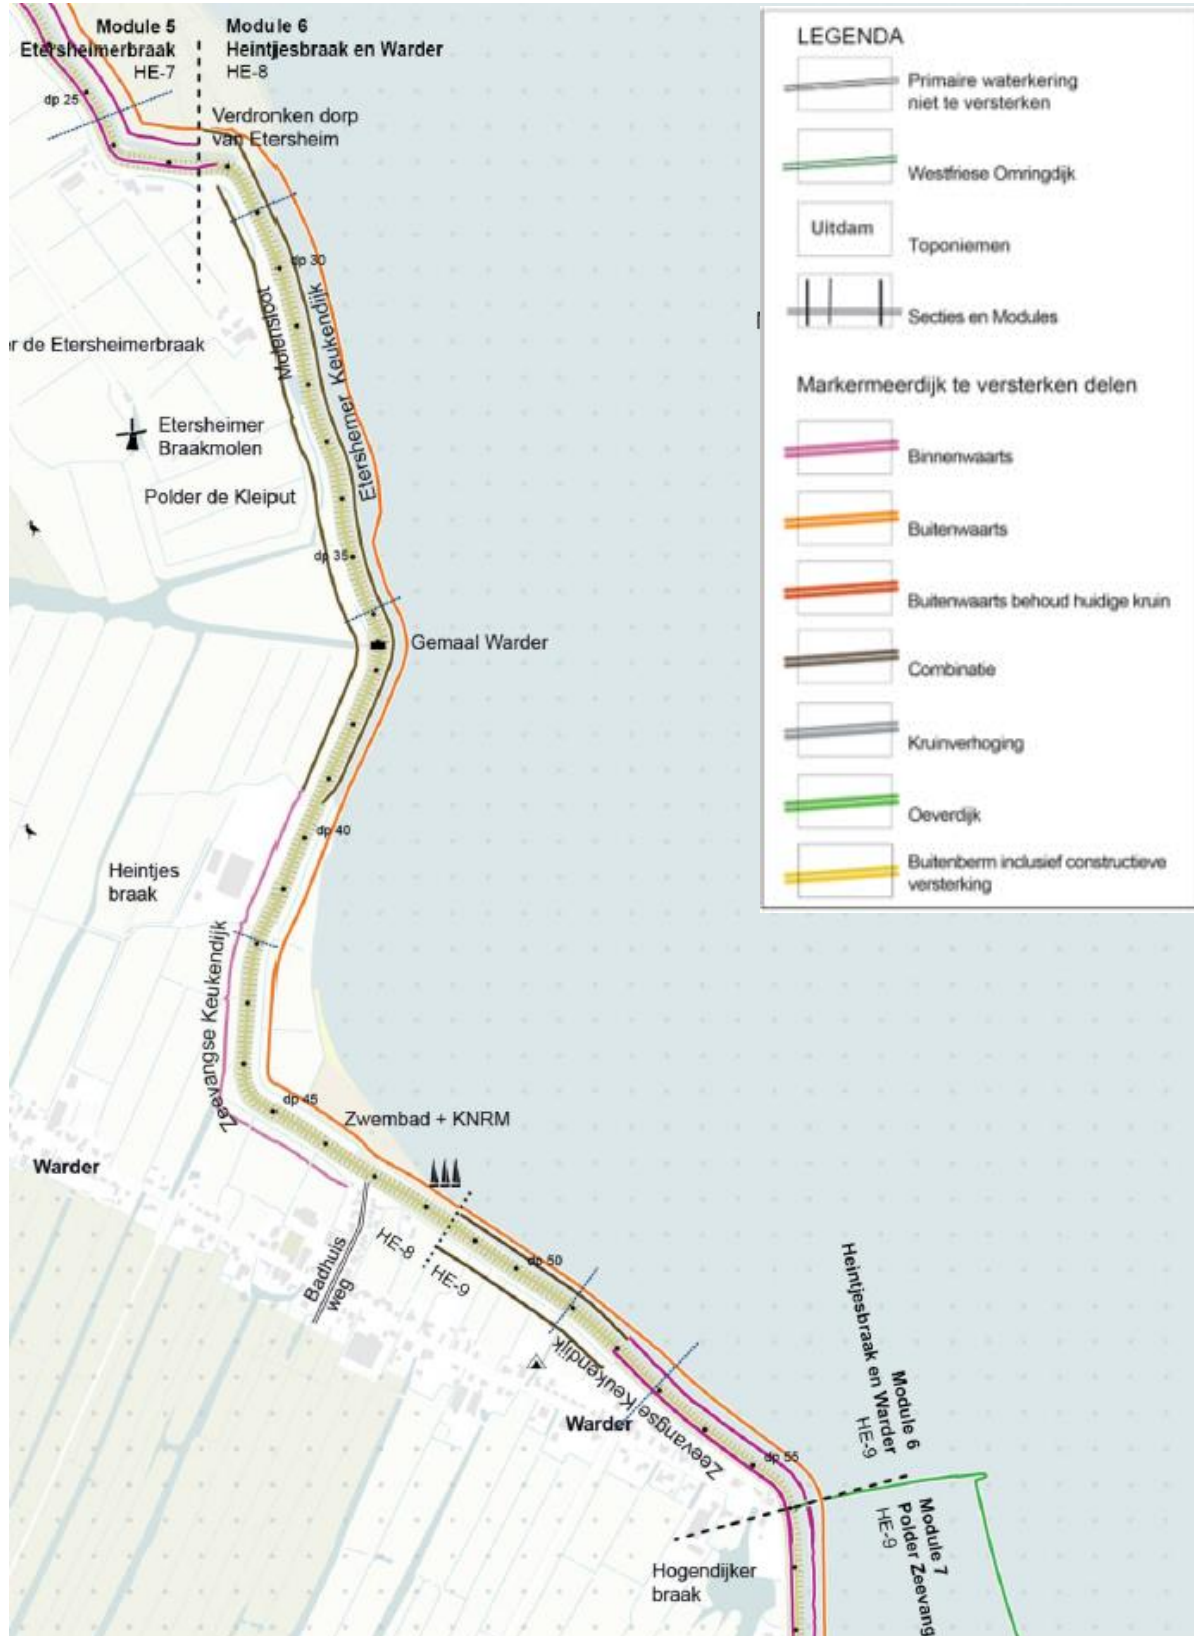 Module 5
Etersheimerbraak
HE-7
Module 6
Heintjesbraak en Warder
HE-8
dp 25
Verdronken dorp
van Etersheim
dp 30
Molensloot
Etershemer Keukendijk
er de Etersheimerbraak
Etersheimer
Braakmolen
Polder de Kleiput
dp 35
Gemaal Warder
dp 40
Heintjes
braak
Zeevangse Keukendijk
dp 45
Zwembad + KNRM
Warder
HE-8
HE-9
Badhuis
weg
dp 50
Zeevangse Keukendijk
Warder
dp 55
Module 6
Heintjesbraak en Warder
HE-9
Module 7
Polder Zeevang
HE-9
Hogendijker
braak
LEGENDA
Primaire waterkering
niet te versterken
Westfriese Omringdijk
Uitdam
Toponiemen
Secties en Modules
Markermeerdijk te versterken delen
Binnenwaarts
Buitenwaarts
Buitenwaarts behoud huidige kruin
Combinatie
Kruinverhoging
Oeverdijk
Buitenberm inclusief constructieve
versterking